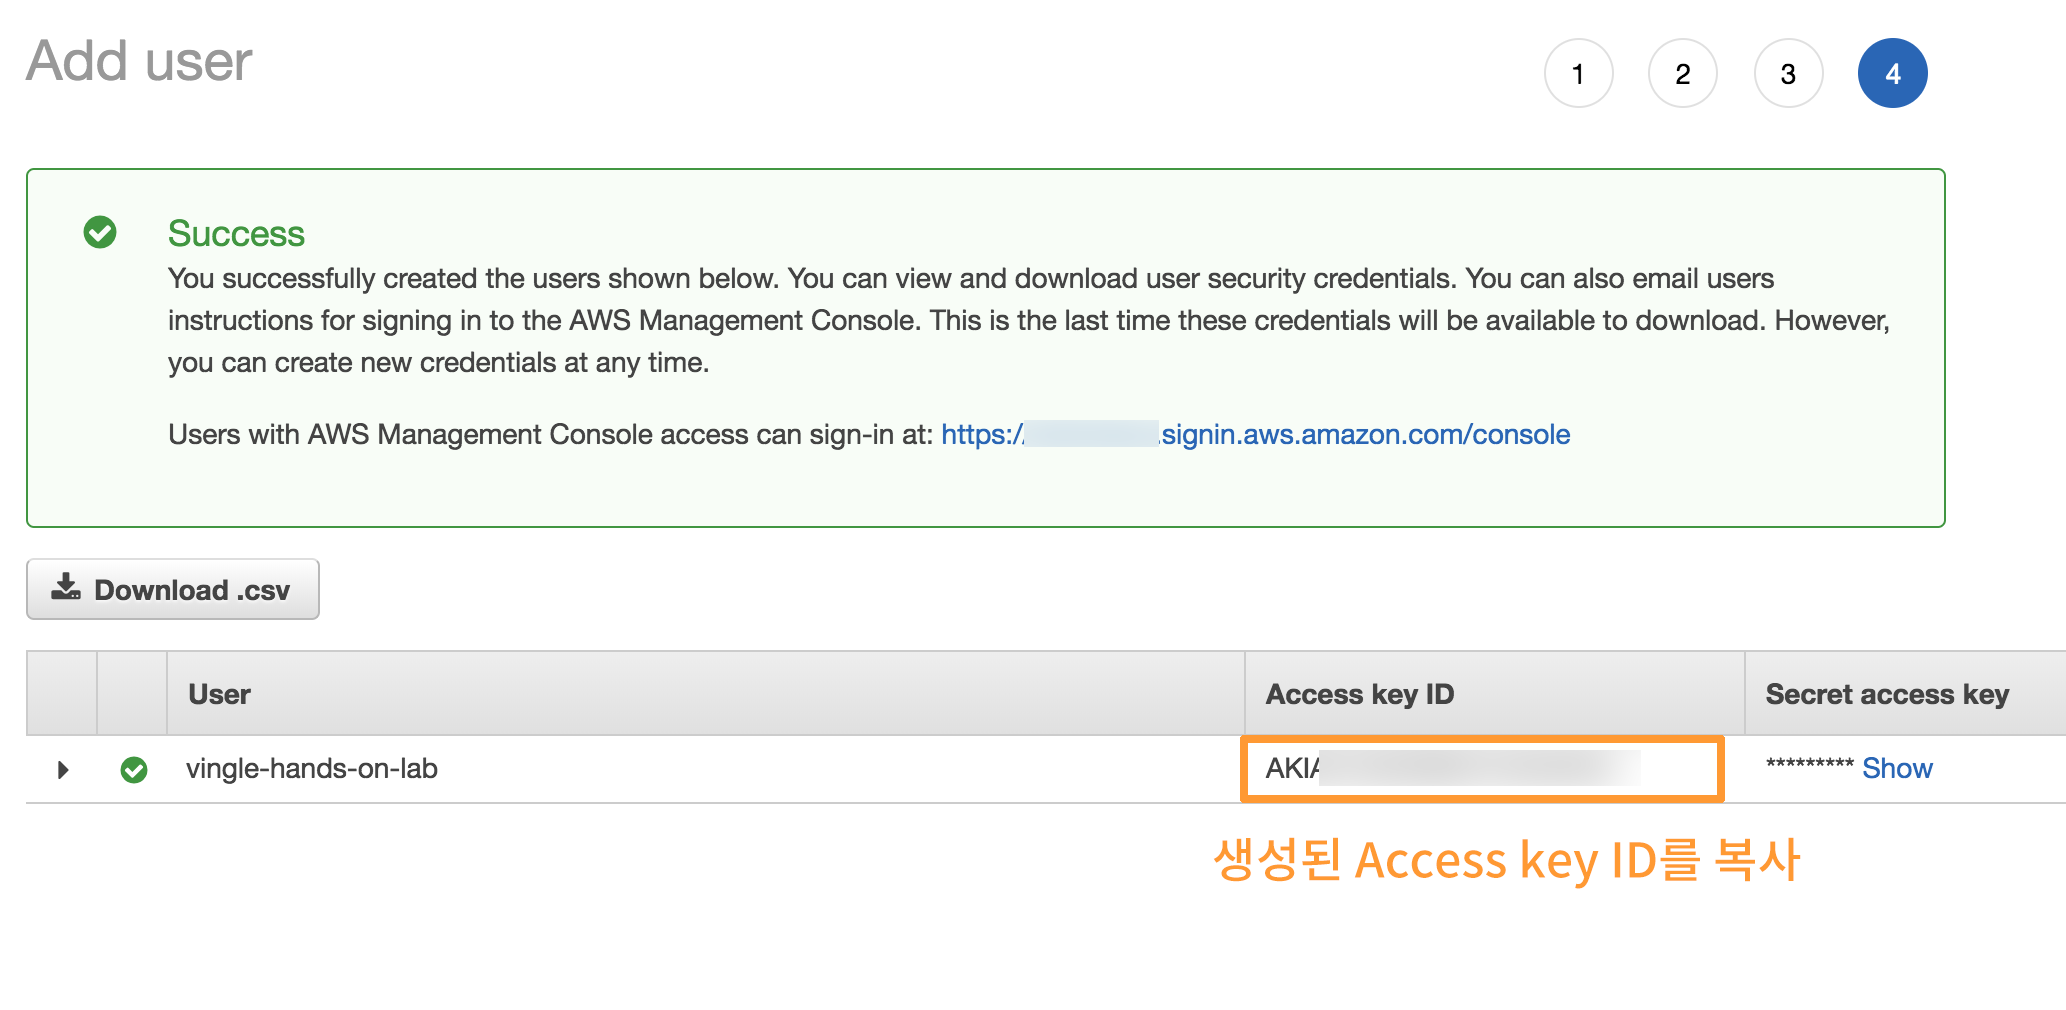 Add user
1 2 3 4
Success
You successfully created the users shown below. You can view and download user security credentials. You can also email users
instructions for signing in to the AWS Management Console. This is the last time these credentials will be available to download. However,
you can create new credentials at any time.
Users with AWS Management Console access can sign-in at: https:/ .signin.aws.amazon.com/console
Download .csv
User Access key ID Secret access key
vingle-hands-on-lab AKIA ********* Show
생성된 Access key ID를 복사